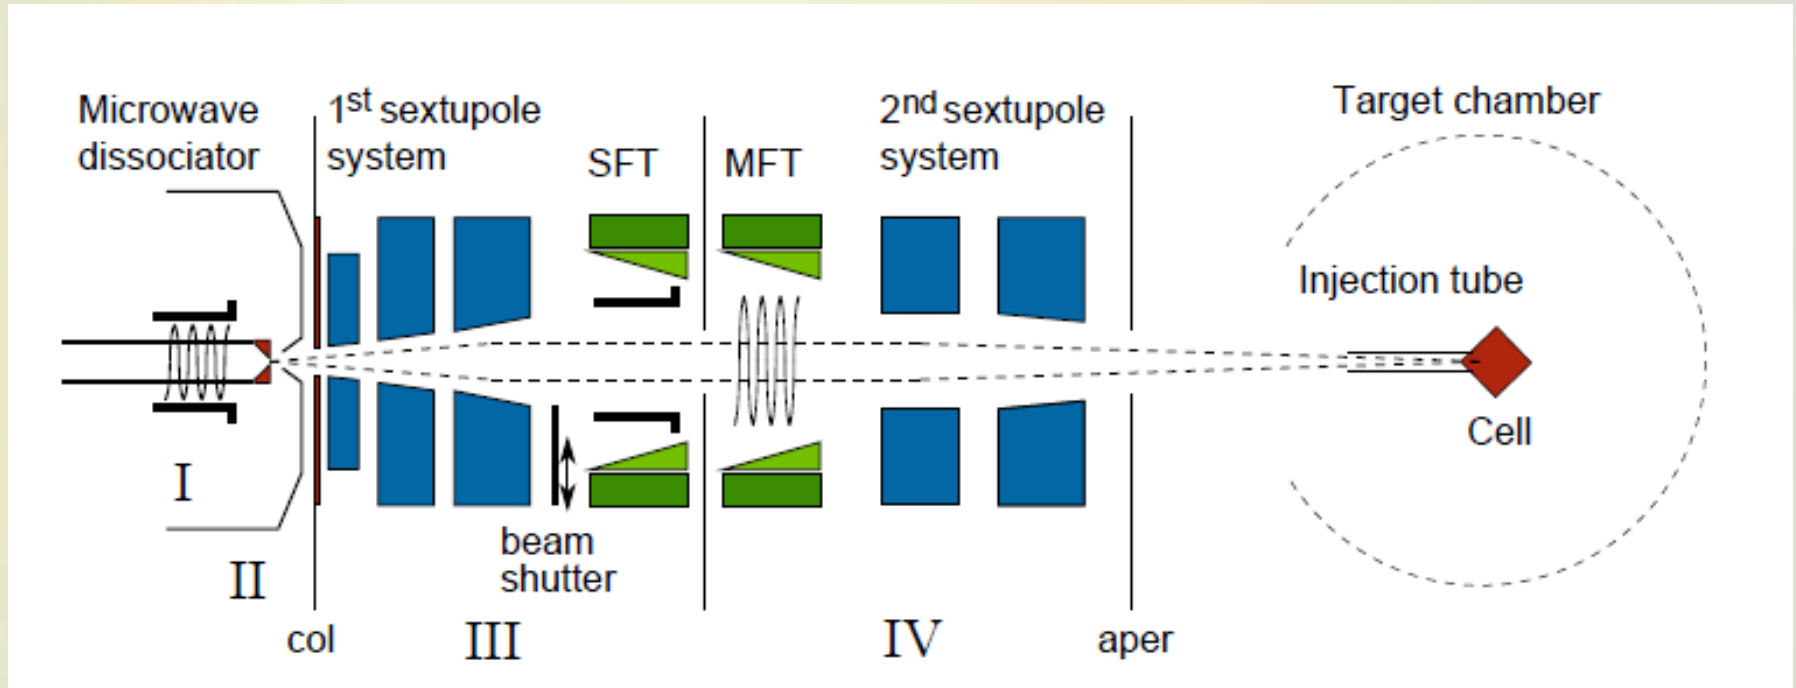 Microwave
dissociator
1st sextupole
system
SFT
MFT
2nd sextupole
system
Target chamber
Injection tube
Cell
I
II
beam
shutter
col
III
IV
aper